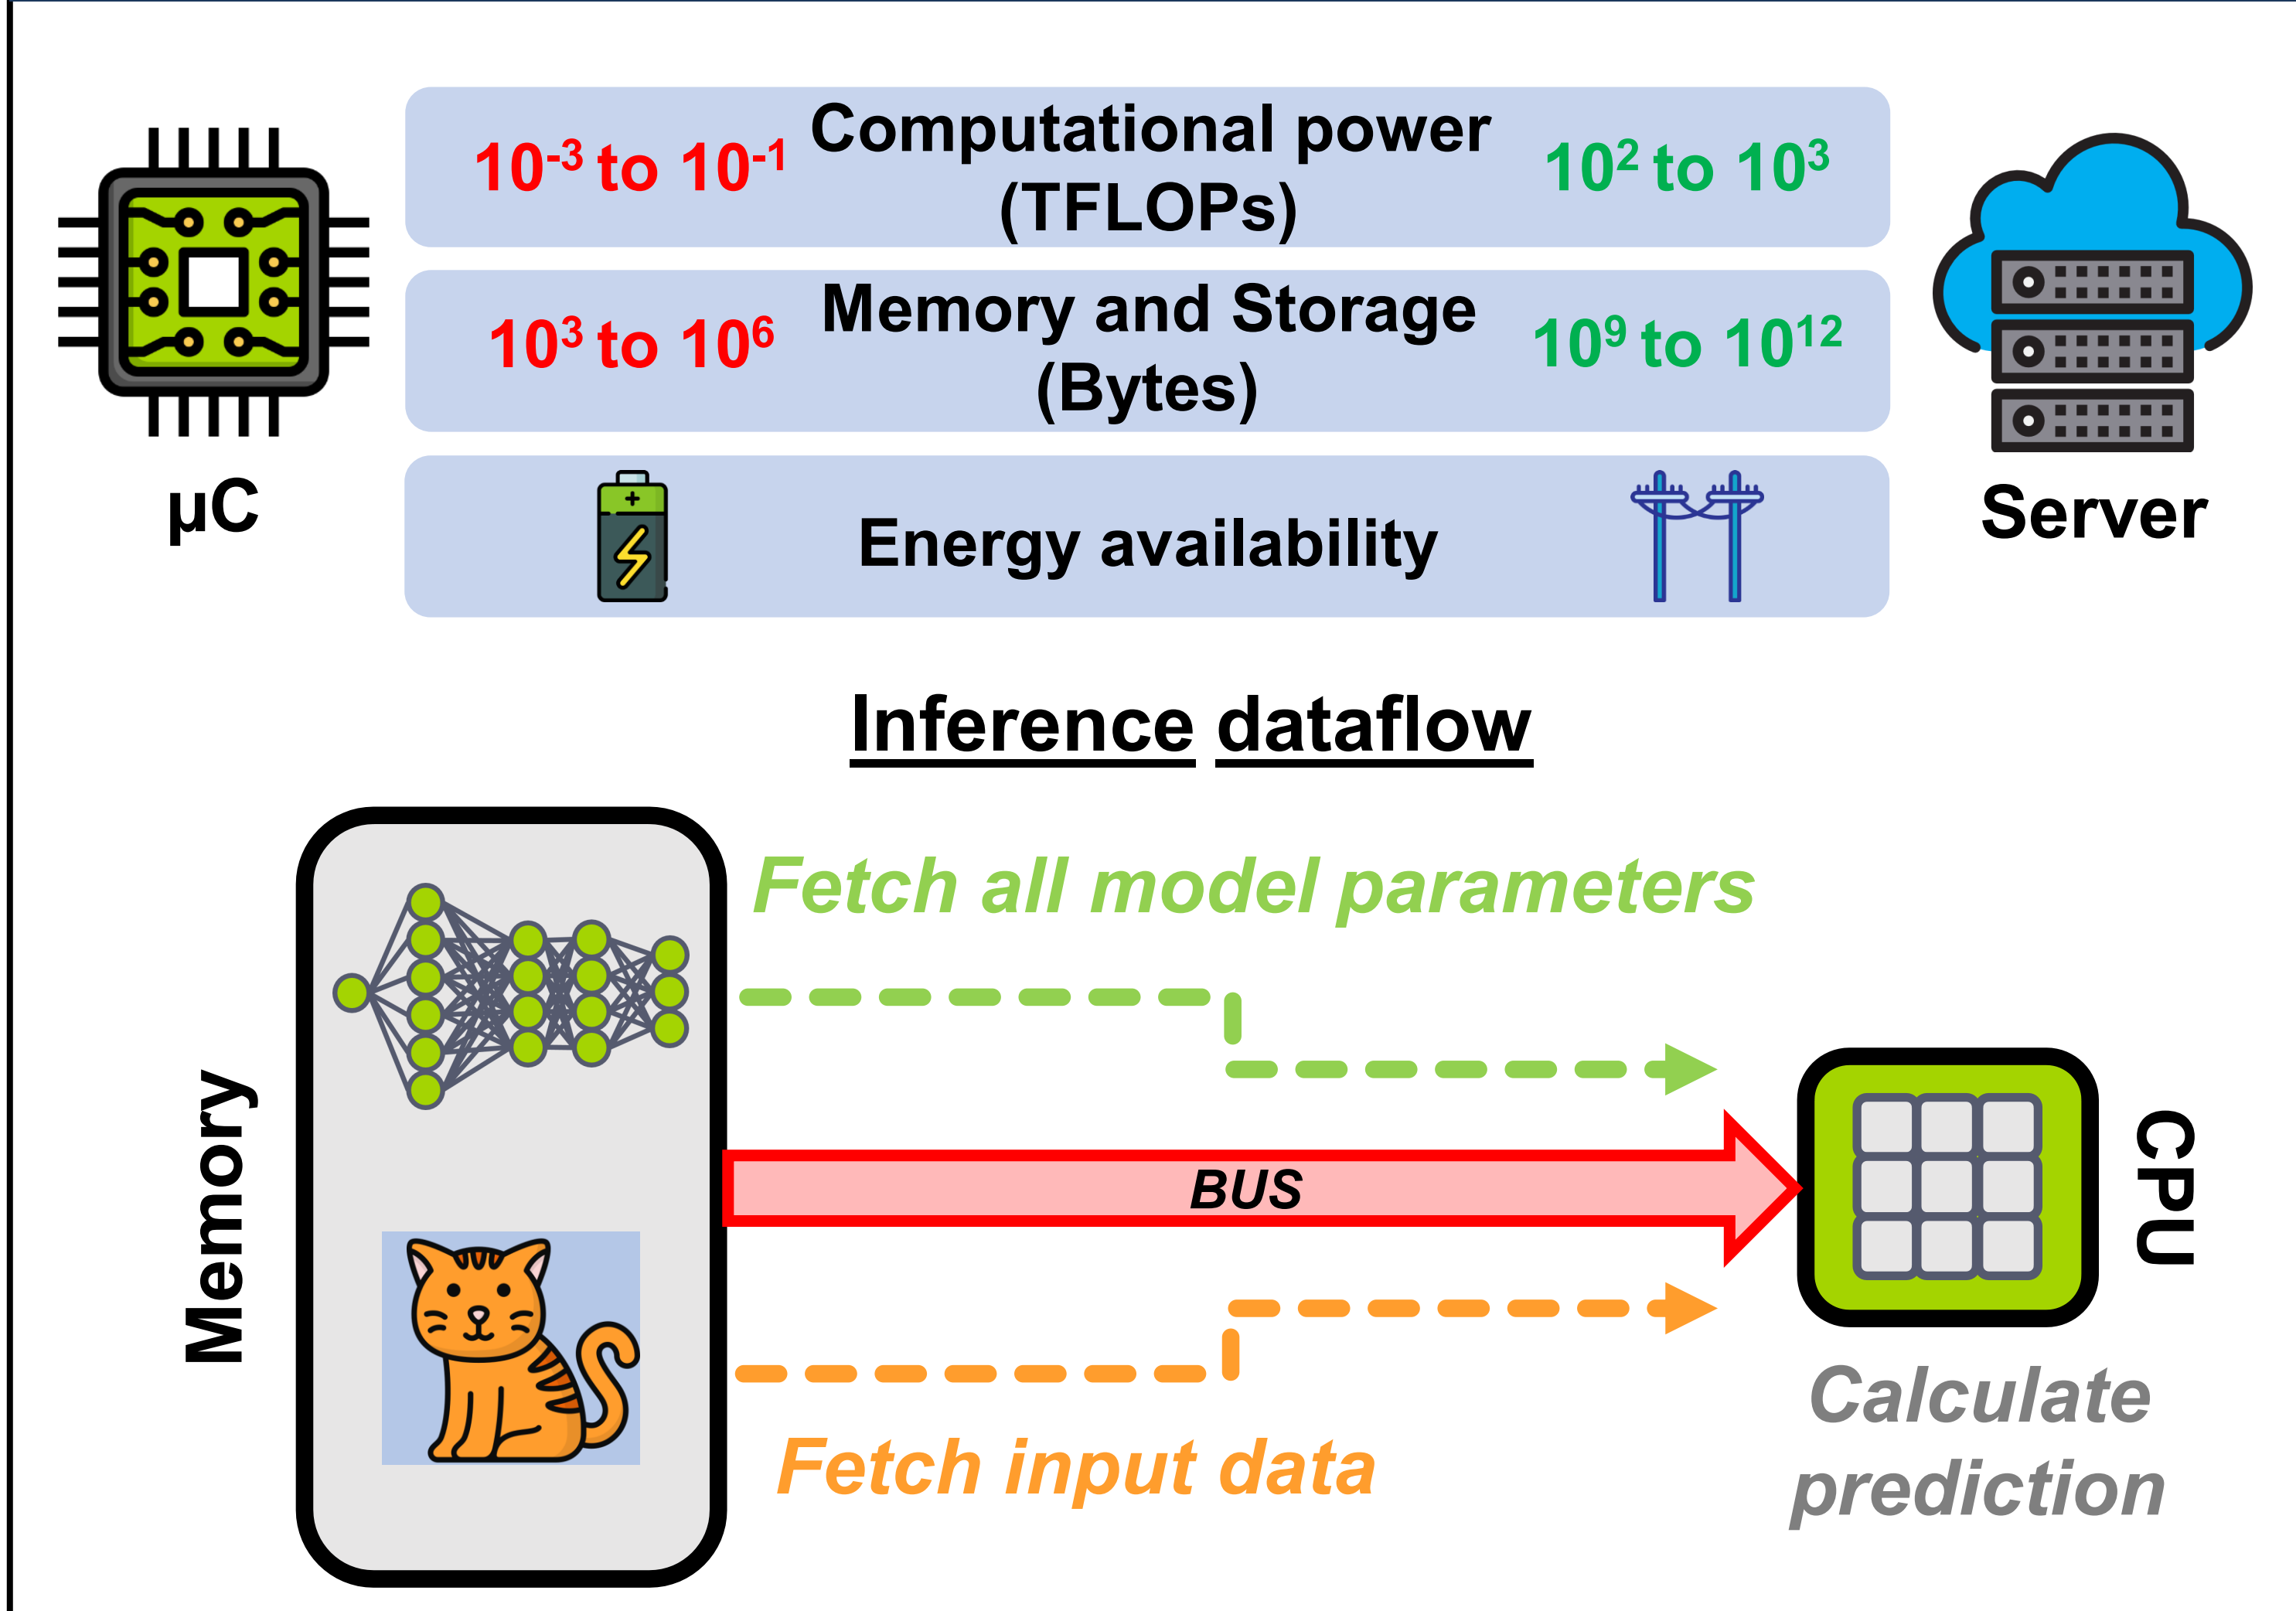 Computational power
(TFLOPs)
10⁻³ to 10⁻¹
10² to 10³
Memory and Storage
(Bytes)
10³ to 10⁶
10⁹ to 10¹²
Energy availability
µC
Server
Inference dataflow
Memory
Fetch all model parameters
BUS
Fetch input data
CPU
Calculate
prediction